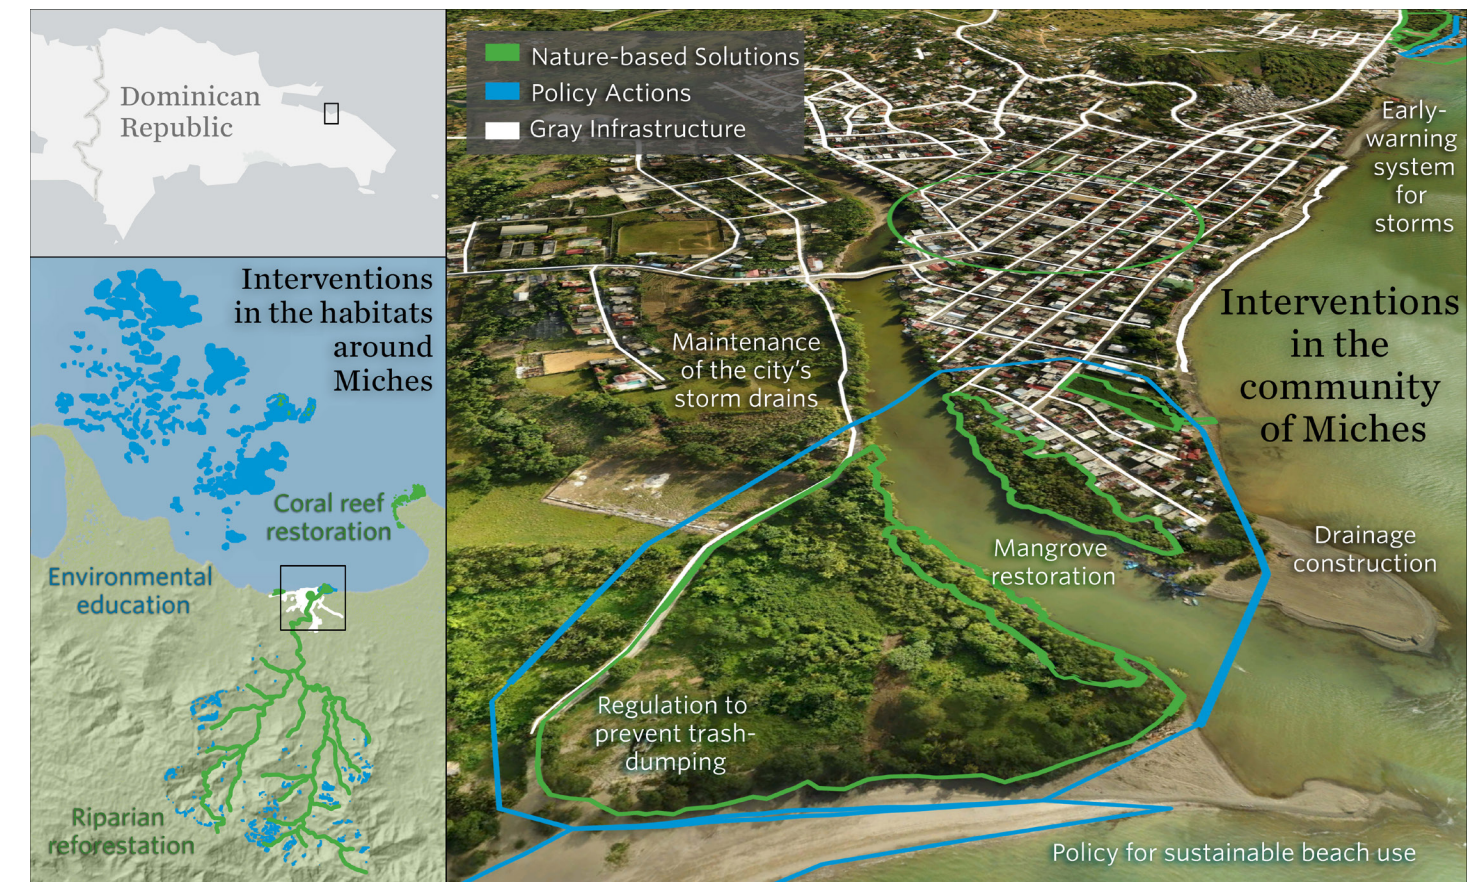 Dominican
Republic
Interventions
in the habitats
around
Miches
Coral reef
restoration
Environmental
education
Riparian
reforestation
Nature-based Solutions
Policy Actions
Gray Infrastructure
Early-
warning
system
for
storms
Interventions
in the
community
of Miches
Maintenance
of the city's
storm drains
Mangrove
restoration
Drainage
construction
Regulation to
prevent trash-
dumping
Policy for sustainable beach use